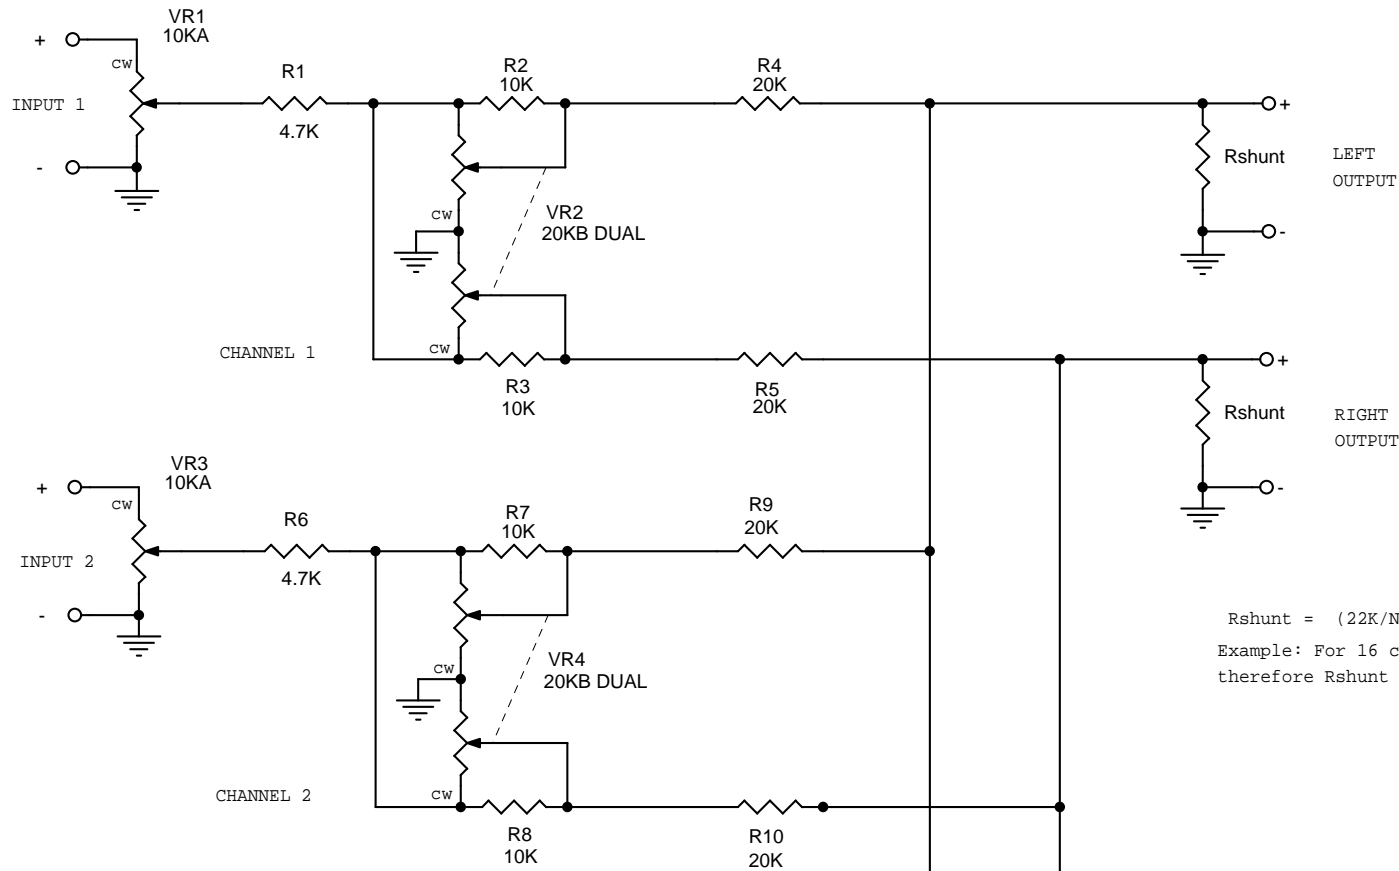 VR1
10KA
+
CW
INPUT 1
-
R1
4.7K
R2
10K
R4
20K
CW
VR2
20KB DUAL
CW
R3
10K
R5
20K
CHANNEL 1
+
Rshunt
LEFT
OUTPUT
-
+
Rshunt
RIGHT
OUTPUT
-
VR3
10KA
+
CW
INPUT 2
-
R6
4.7K
R7
10K
R9
20K
CW
VR4
20KB DUAL
CW
R8
10K
R10
20K
CHANNEL 2
Rshunt = (22K/N
Example: For 16 c
therefore Rshunt